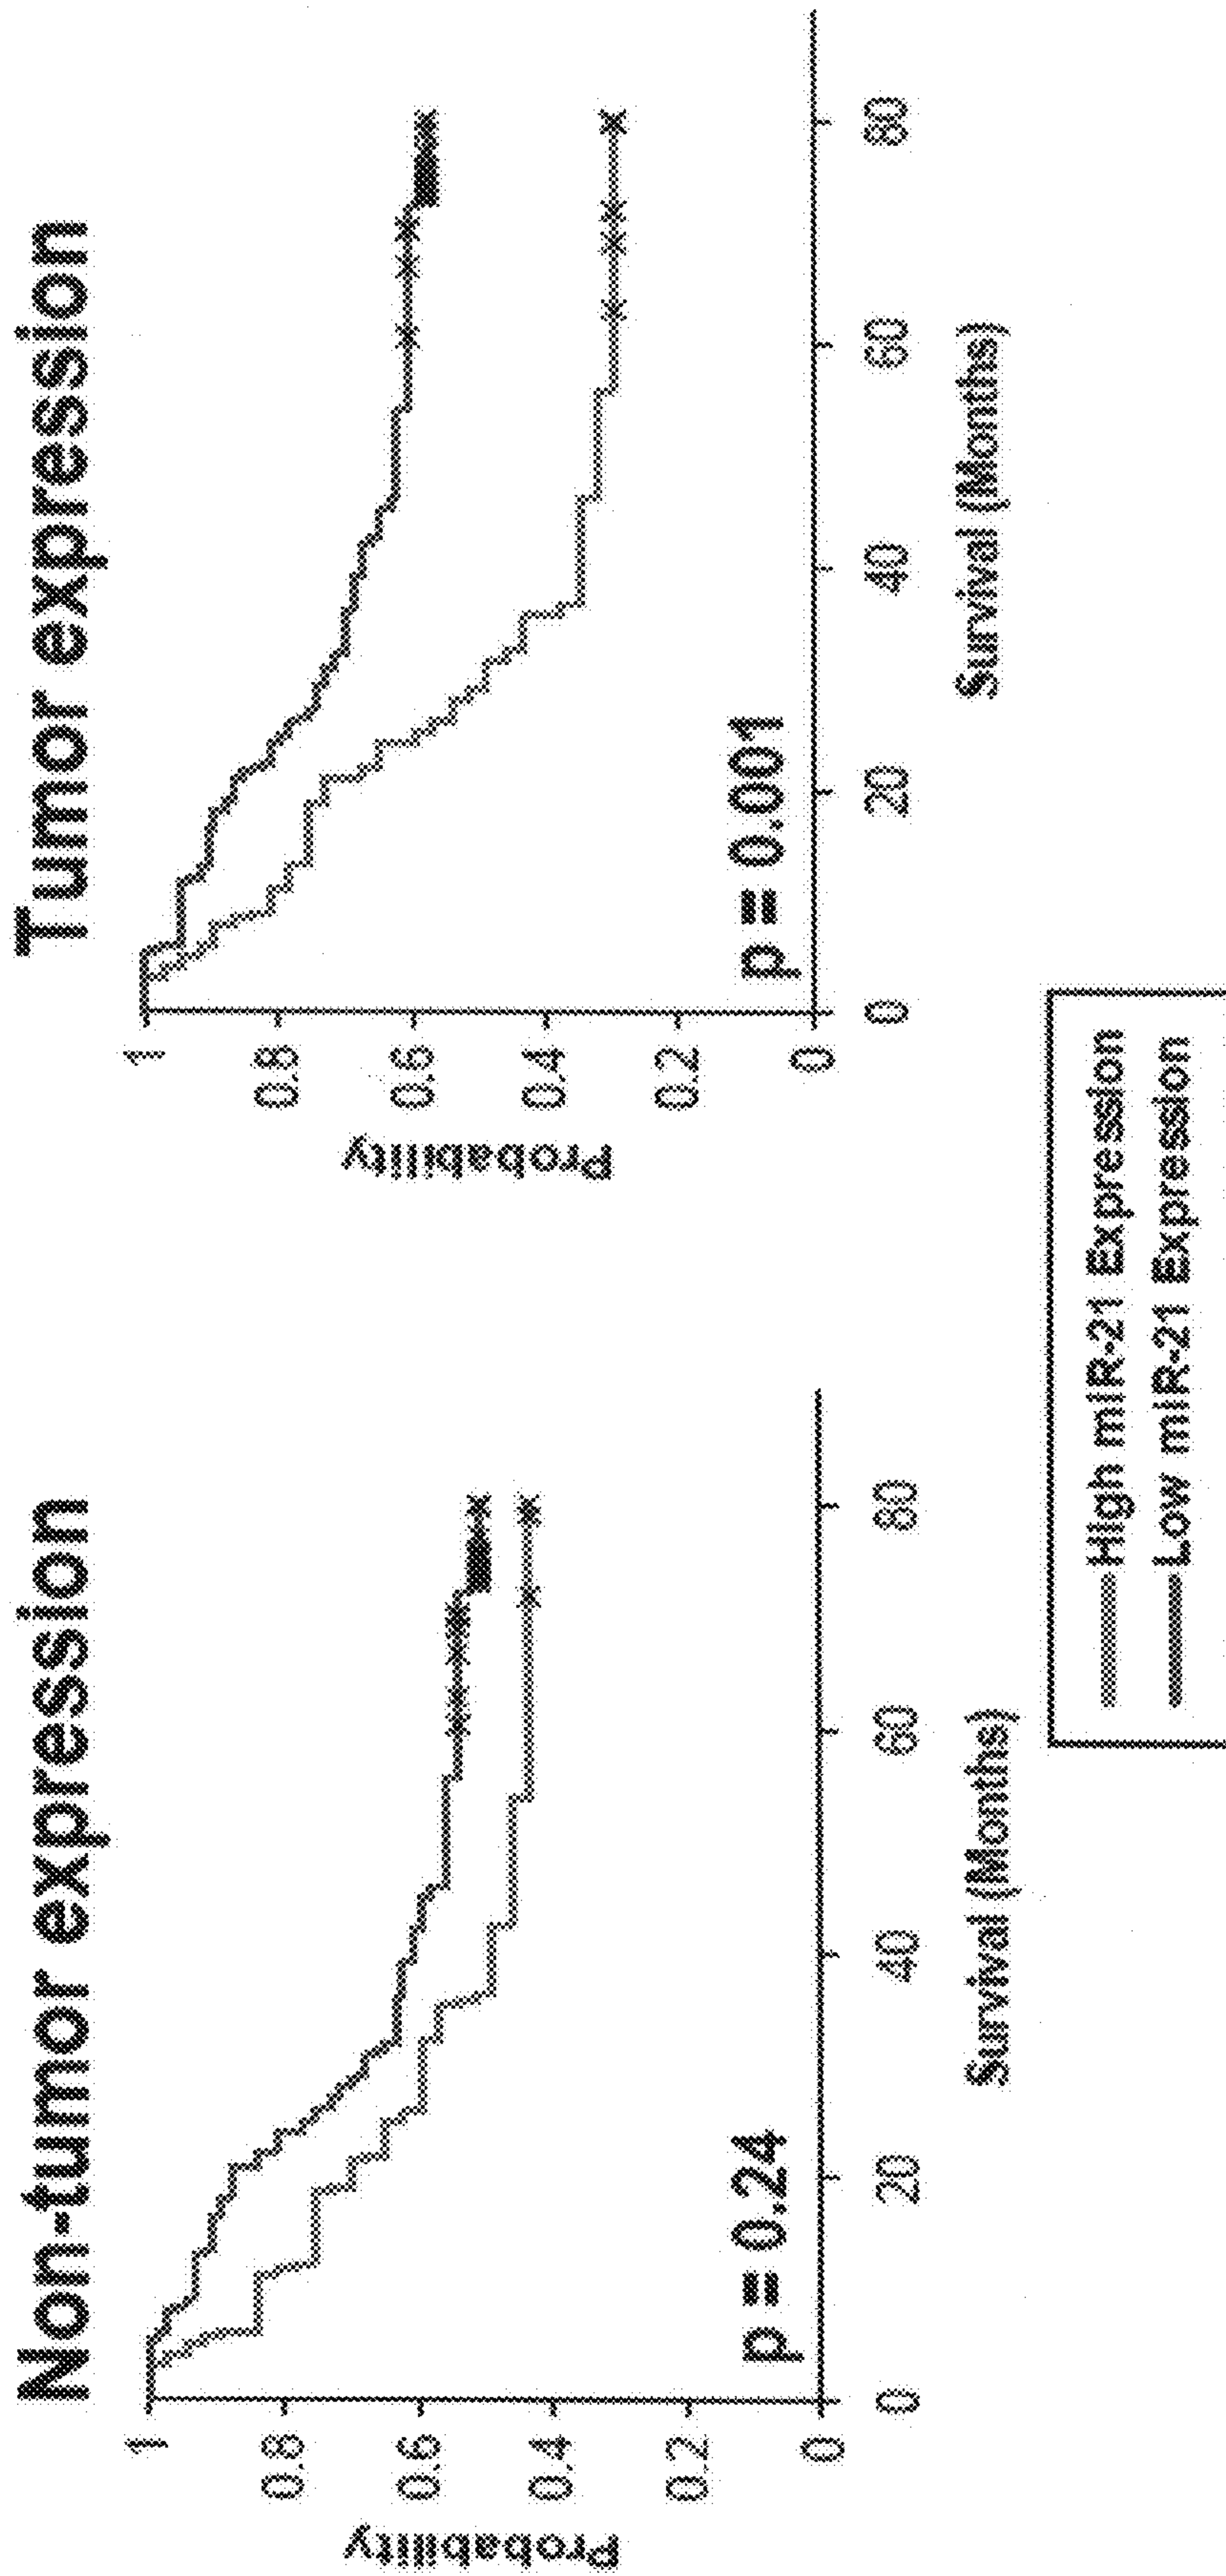 Non-tumor expression
Probability
1
0.8
0.6
0.4
0.2
0
p = 0.24
0 20 40 60 80
Survival (Months)
Tumor expression
Probability
1
0.8
0.6
0.4
0.2
0
p = 0.001
0 20 40 60 80
Survival (Months)
High miR-21 Expression
Low miR-21 Expression